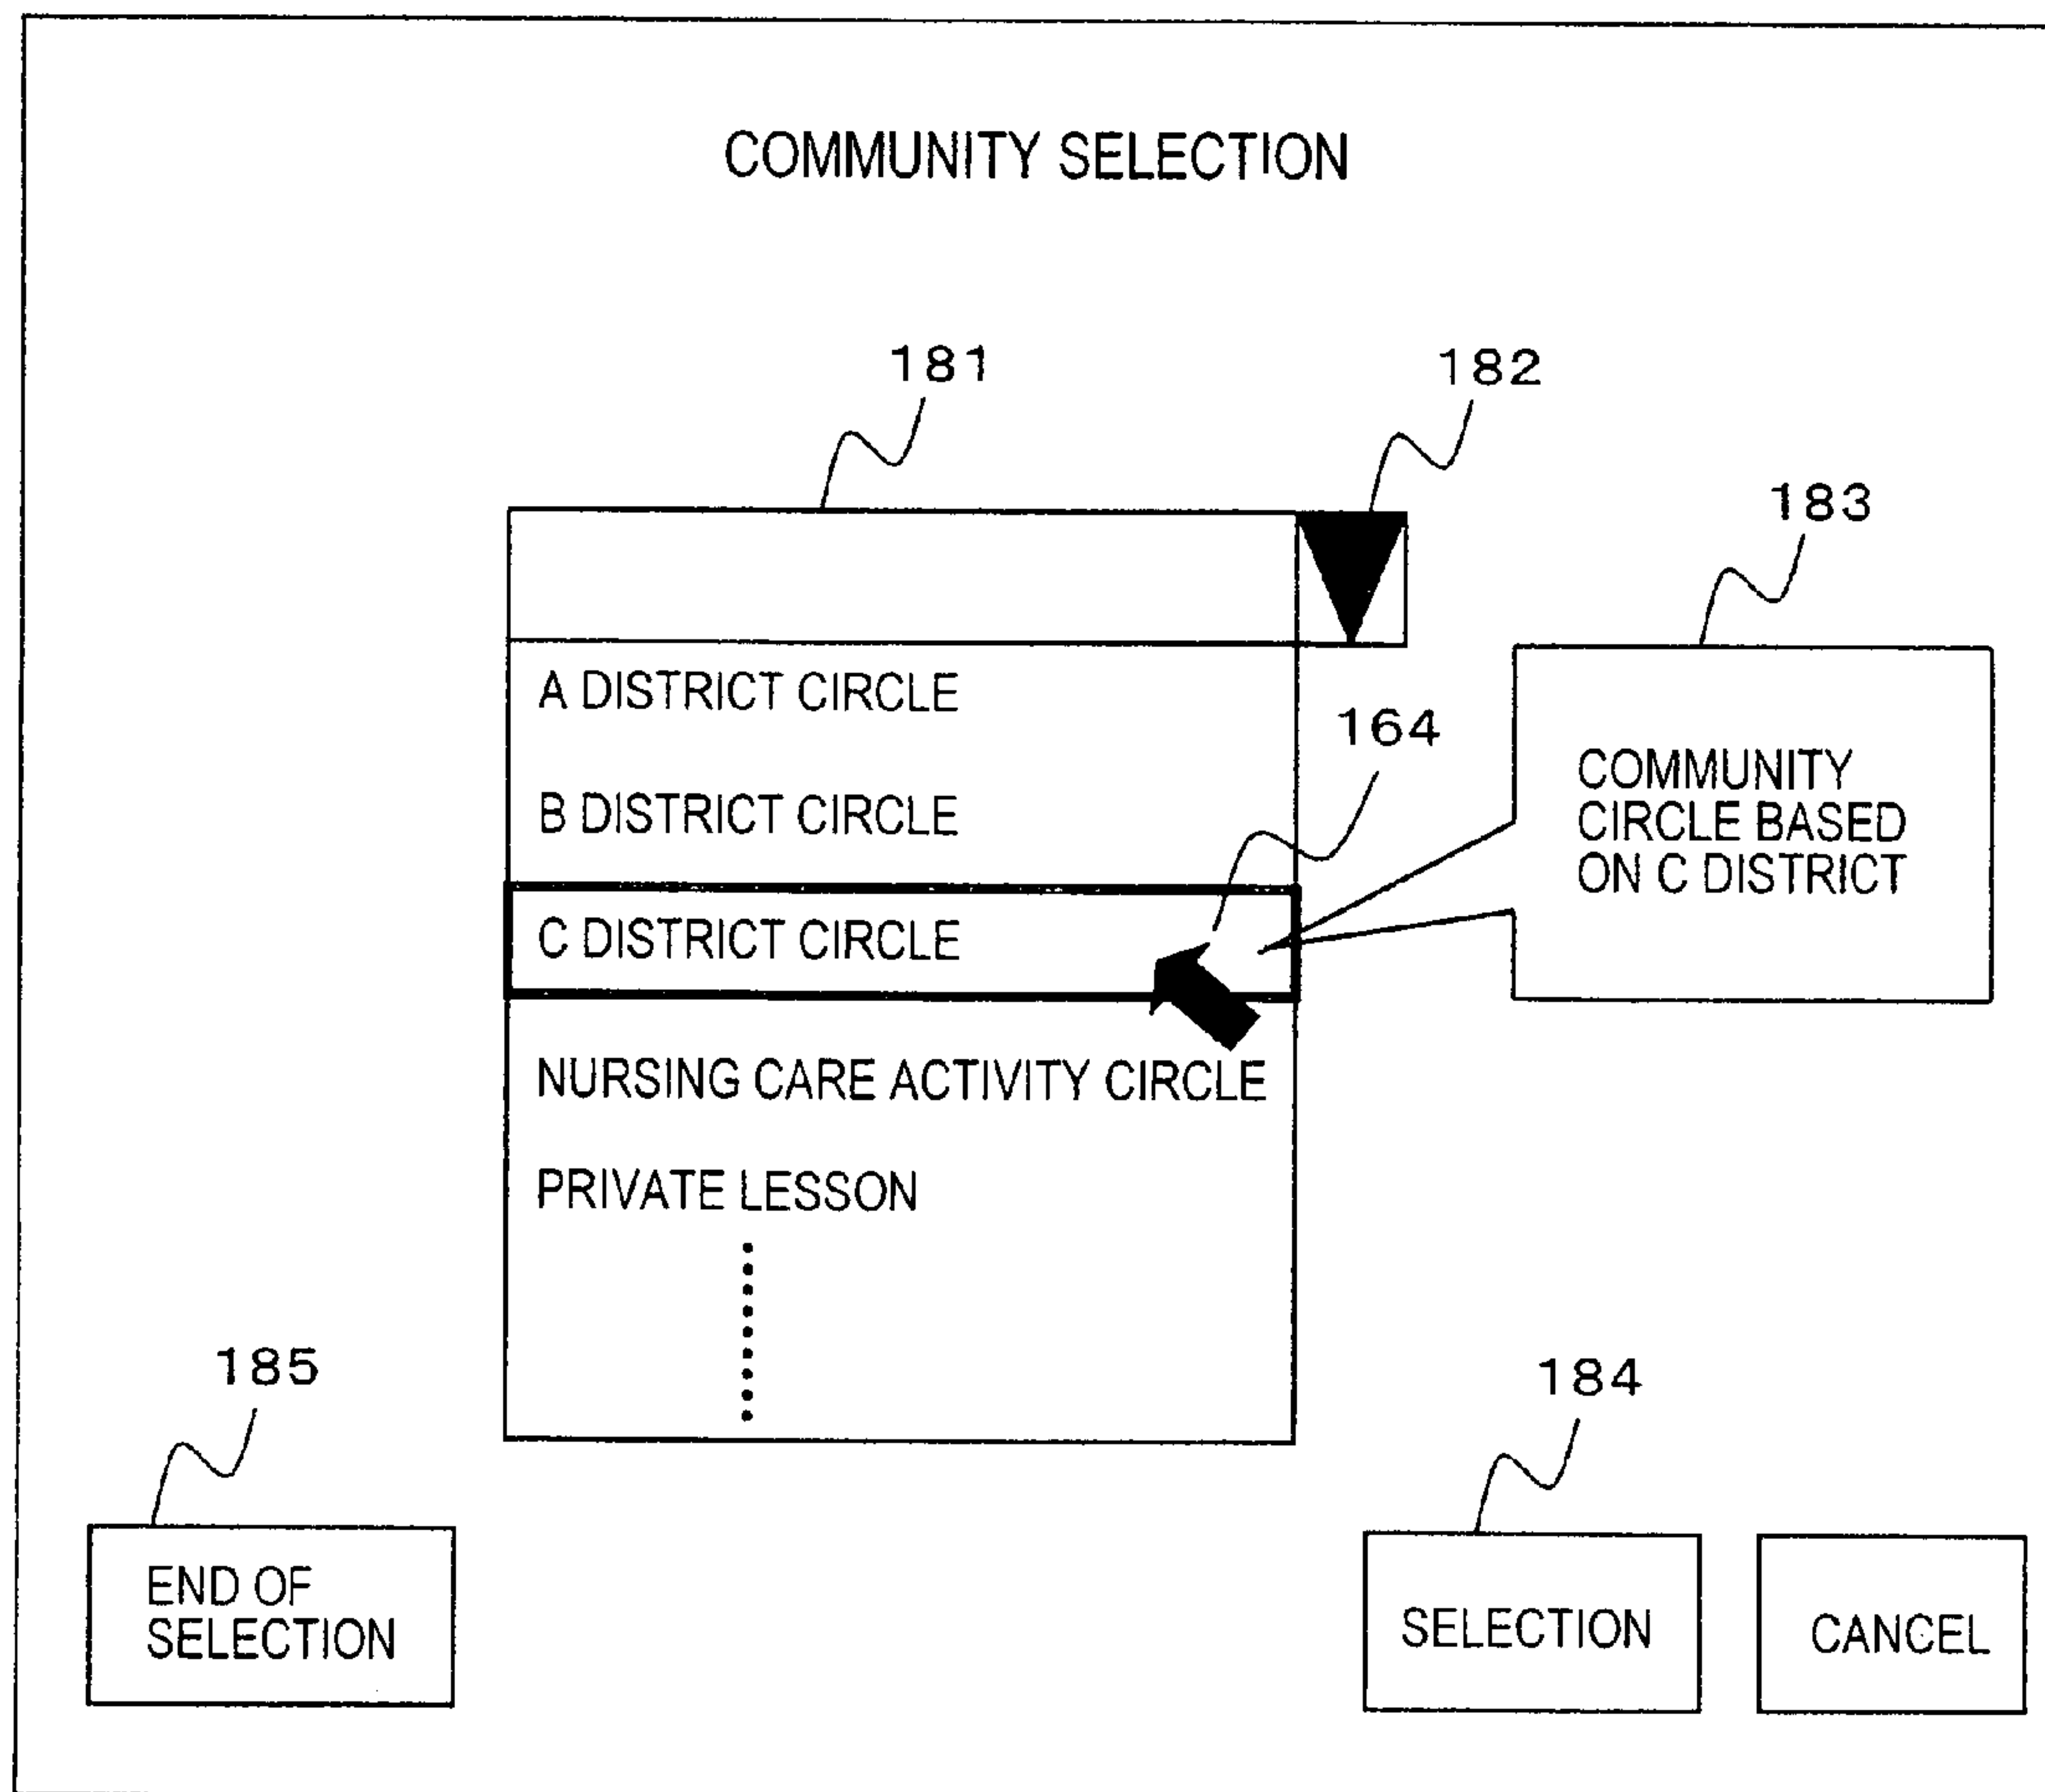 COMMUNITY SELECTION
181
182
183
A DISTRICT CIRCLE
164
B DISTRICT CIRCLE
COMMUNITY
CIRCLE BASED
ON C DISTRICT
C DISTRICT CIRCLE
NURSING CARE ACTIVITY CIRCLE
PRIVATE LESSON
185
184
END OF
SELECTION
SELECTION
CANCEL